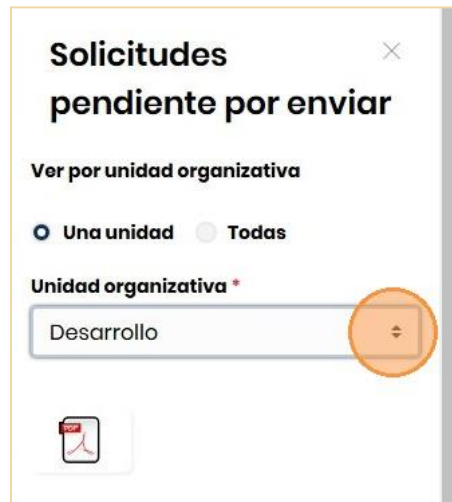 Solicitudes
pendiente por enviar
Ver por unidad organizativa
Una unidad Todas
Unidad organizativa *
Desarrollo
PDF